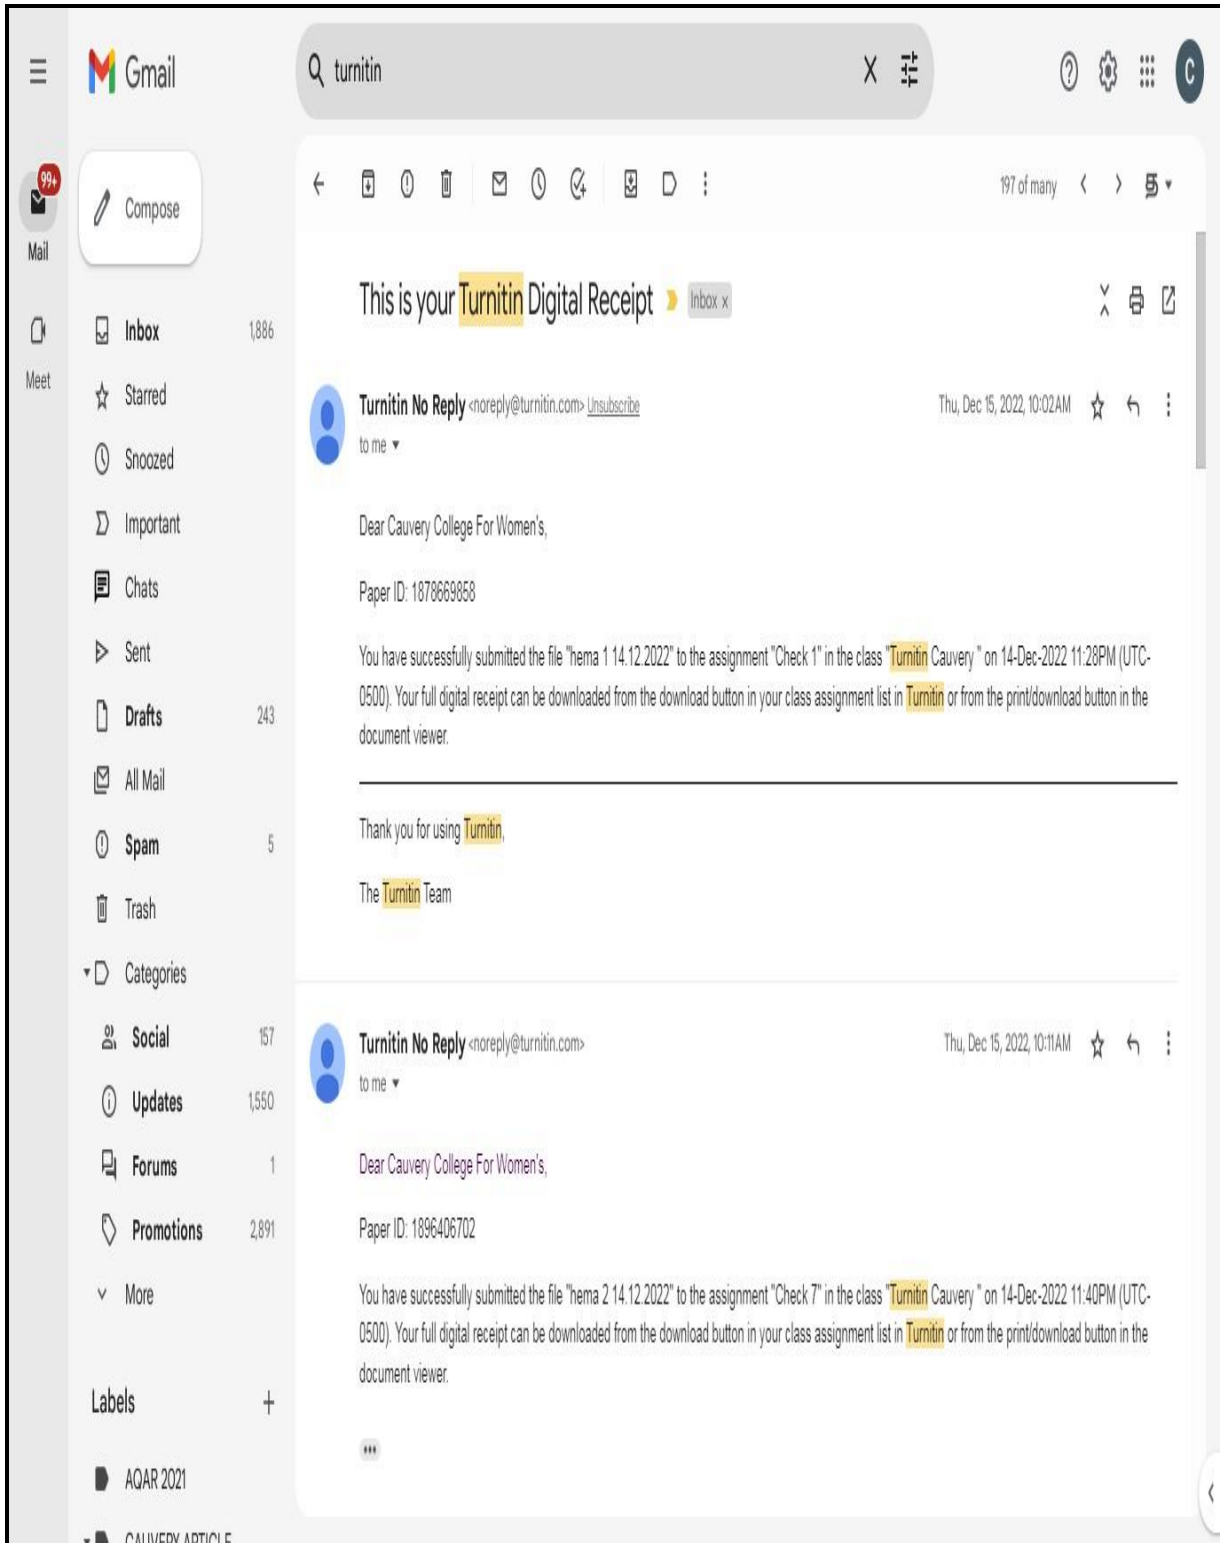 Gmail
turnitin
C
99+
Mail
Compose
197 of many
Meet
This is your Turnitin Digital Receipt
Inbox x
Inbox 1,886
Starred
Snoozed
Important
Chats
Sent
Drafts 243
All Mail
Spam 5
Trash
Categories
Social 157
Updates 1,550
Forums 1
Promotions 2,891
More
Labels
AQAR 2021
CAUVERY ARTICLE
Turnitin No Reply <noreply@turnitin.com> Unsubscribe Thu, Dec 15, 2022, 10:02 AM
to me
Dear Cauvery College For Women's,
Paper ID: 1878669858
You have successfully submitted the file "hema 1 14.12.2022" to the assignment "Check 1" in the class "Turnitin Cauvery " on 14-Dec-2022 11:28PM (UTC-
0500). Your full digital receipt can be downloaded from the download button in your class assignment list in Turnitin or from the print/download button in the
document viewer.
Thank you for using Turnitin,
The Turnitin Team
Turnitin No Reply <noreply@turnitin.com> Thu, Dec 15, 2022, 10:11 AM
to me
Dear Cauvery College For Women's,
Paper ID: 1896406702
You have successfully submitted the file "hema 2 14.12.2022" to the assignment "Check 7" in the class "Turnitin Cauvery " on 14-Dec-2022 11:40PM (UTC-
0500). Your full digital receipt can be downloaded from the download button in your class assignment list in Turnitin or from the print/download button in the
document viewer.